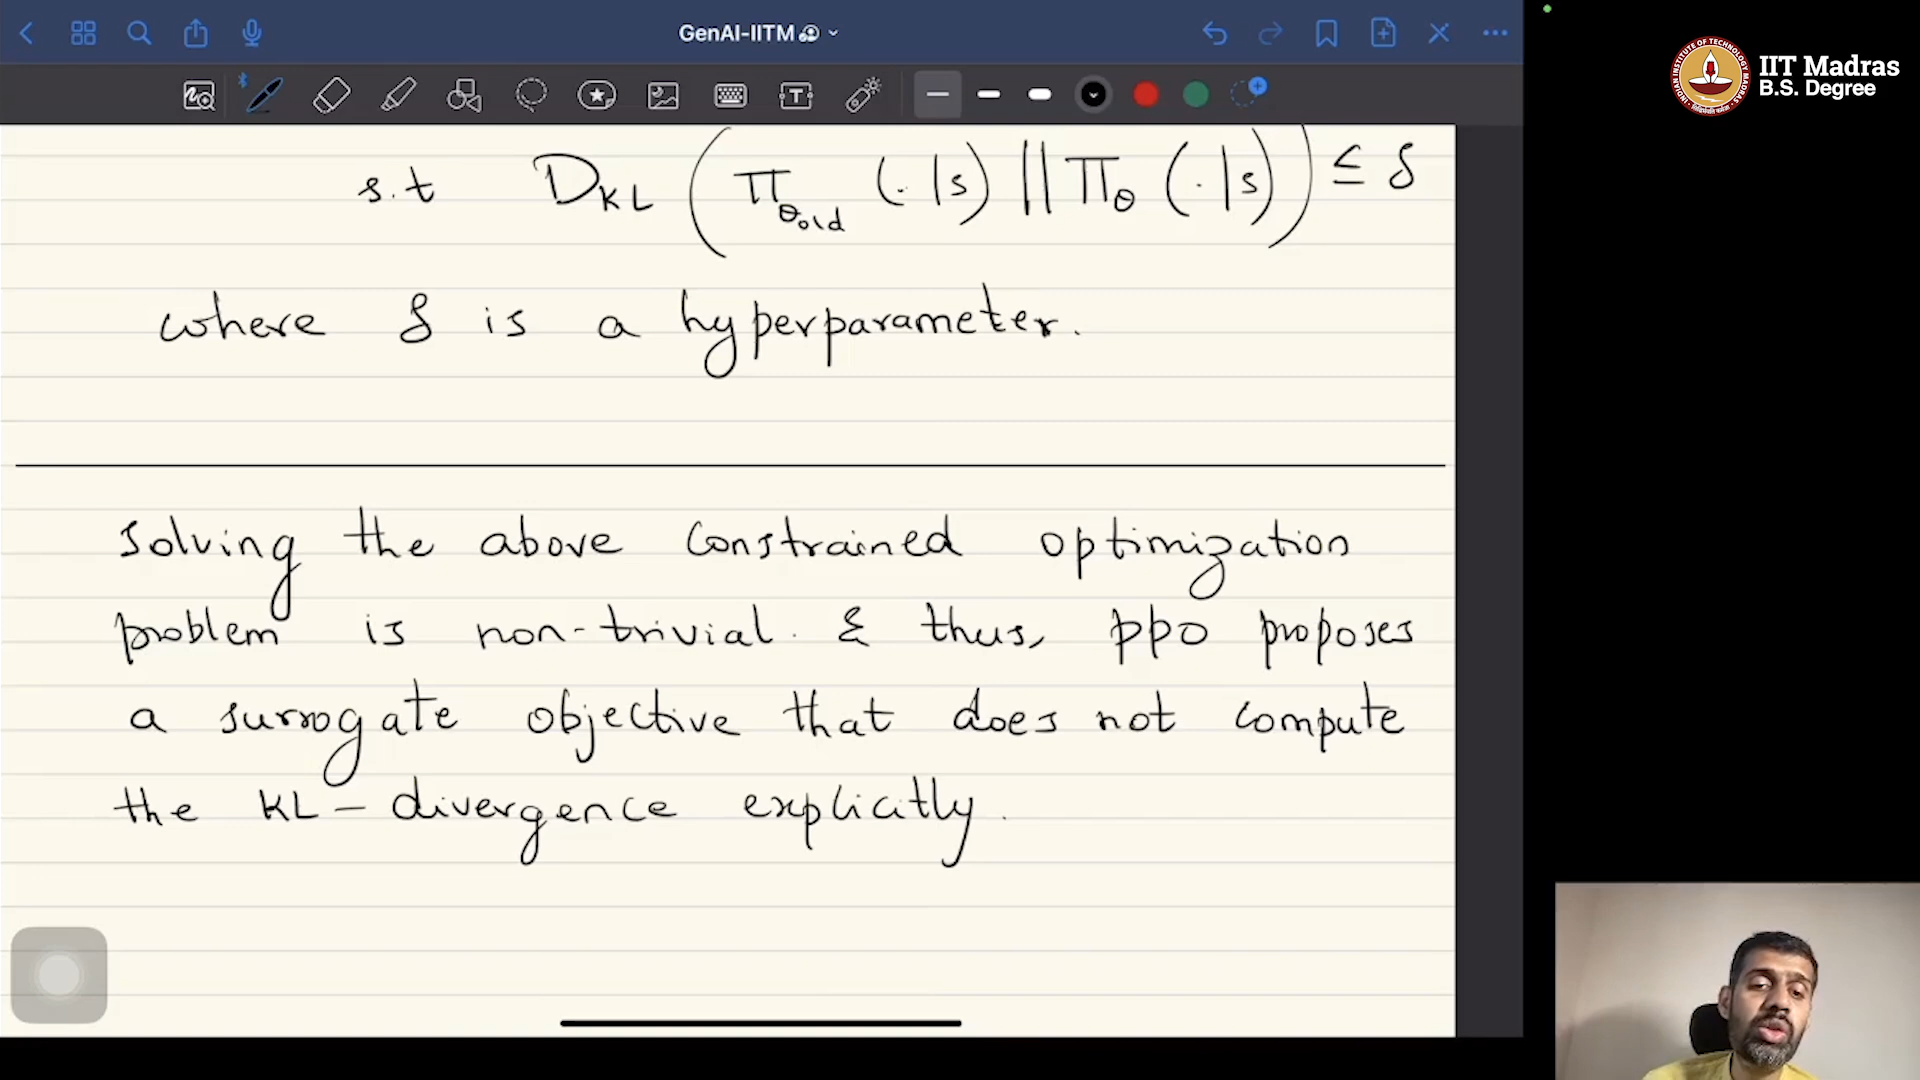 GenAI-IITM
IIT Madras
B.S. Degree
s.t D_KL ( π_θold (.|s) || π_θ (.|s) ) ≤ δ
where δ is a hyperparameter.
Solving the above constrained optimization
problem is non-trivial. & thus, ppo proposes
a surrogate objective that does not compute
the KL-divergence explicitly.